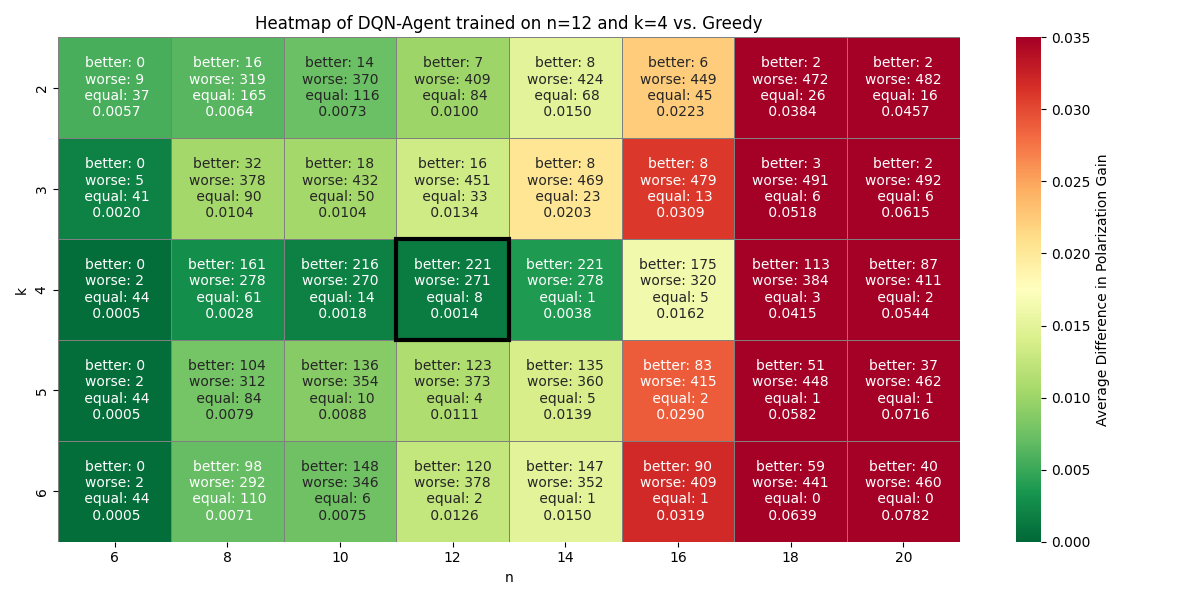 Heatmap of DQN-Agent trained on n=12 and k=4 vs. Greedy
k
2
better: 0
worse: 9
equal: 37
0.0057
better: 16
worse: 319
equal: 165
0.0064
better: 14
worse: 370
equal: 116
0.0073
better: 7
worse: 409
equal: 84
0.0100
better: 8
worse: 424
equal: 68
0.0150
better: 6
worse: 449
equal: 45
0.0223
better: 2
worse: 472
equal: 26
0.0384
better: 2
worse: 482
equal: 16
0.0457
3
better: 0
worse: 5
equal: 41
0.0020
better: 32
worse: 378
equal: 90
0.0104
better: 18
worse: 432
equal: 50
0.0104
better: 16
worse: 451
equal: 33
0.0134
better: 8
worse: 469
equal: 23
0.0203
better: 8
worse: 479
equal: 13
0.0309
better: 3
worse: 491
equal: 6
0.0518
better: 2
worse: 492
equal: 6
0.0615
4
better: 0
worse: 2
equal: 44
0.0005
better: 161
worse: 278
equal: 61
0.0028
better: 216
worse: 270
equal: 14
0.0018
better: 221
worse: 271
equal: 8
0.0014
better: 221
worse: 278
equal: 1
0.0038
better: 175
worse: 320
equal: 5
0.0162
better: 113
worse: 384
equal: 3
0.0415
better: 87
worse: 411
equal: 2
0.0544
5
better: 0
worse: 2
equal: 44
0.0005
better: 104
worse: 312
equal: 84
0.0079
better: 136
worse: 354
equal: 10
0.0088
better: 123
worse: 373
equal: 4
0.0111
better: 135
worse: 360
equal: 5
0.0139
better: 83
worse: 415
equal: 2
0.0290
better: 51
worse: 448
equal: 1
0.0582
better: 37
worse: 462
equal: 1
0.0716
6
better: 0
worse: 2
equal: 44
0.0005
better: 98
worse: 292
equal: 110
0.0071
better: 148
worse: 346
equal: 6
0.0075
better: 120
worse: 378
equal: 2
0.0126
better: 147
worse: 352
equal: 1
0.0150
better: 90
worse: 409
equal: 1
0.0319
better: 59
worse: 441
equal: 0
0.0639
better: 40
worse: 460
equal: 0
0.0782
6 8 10 12 14 16 18 20
n
0.035
0.030
0.025
0.020
0.015
0.010
0.005
0.000
Average Difference in Polarization Gain